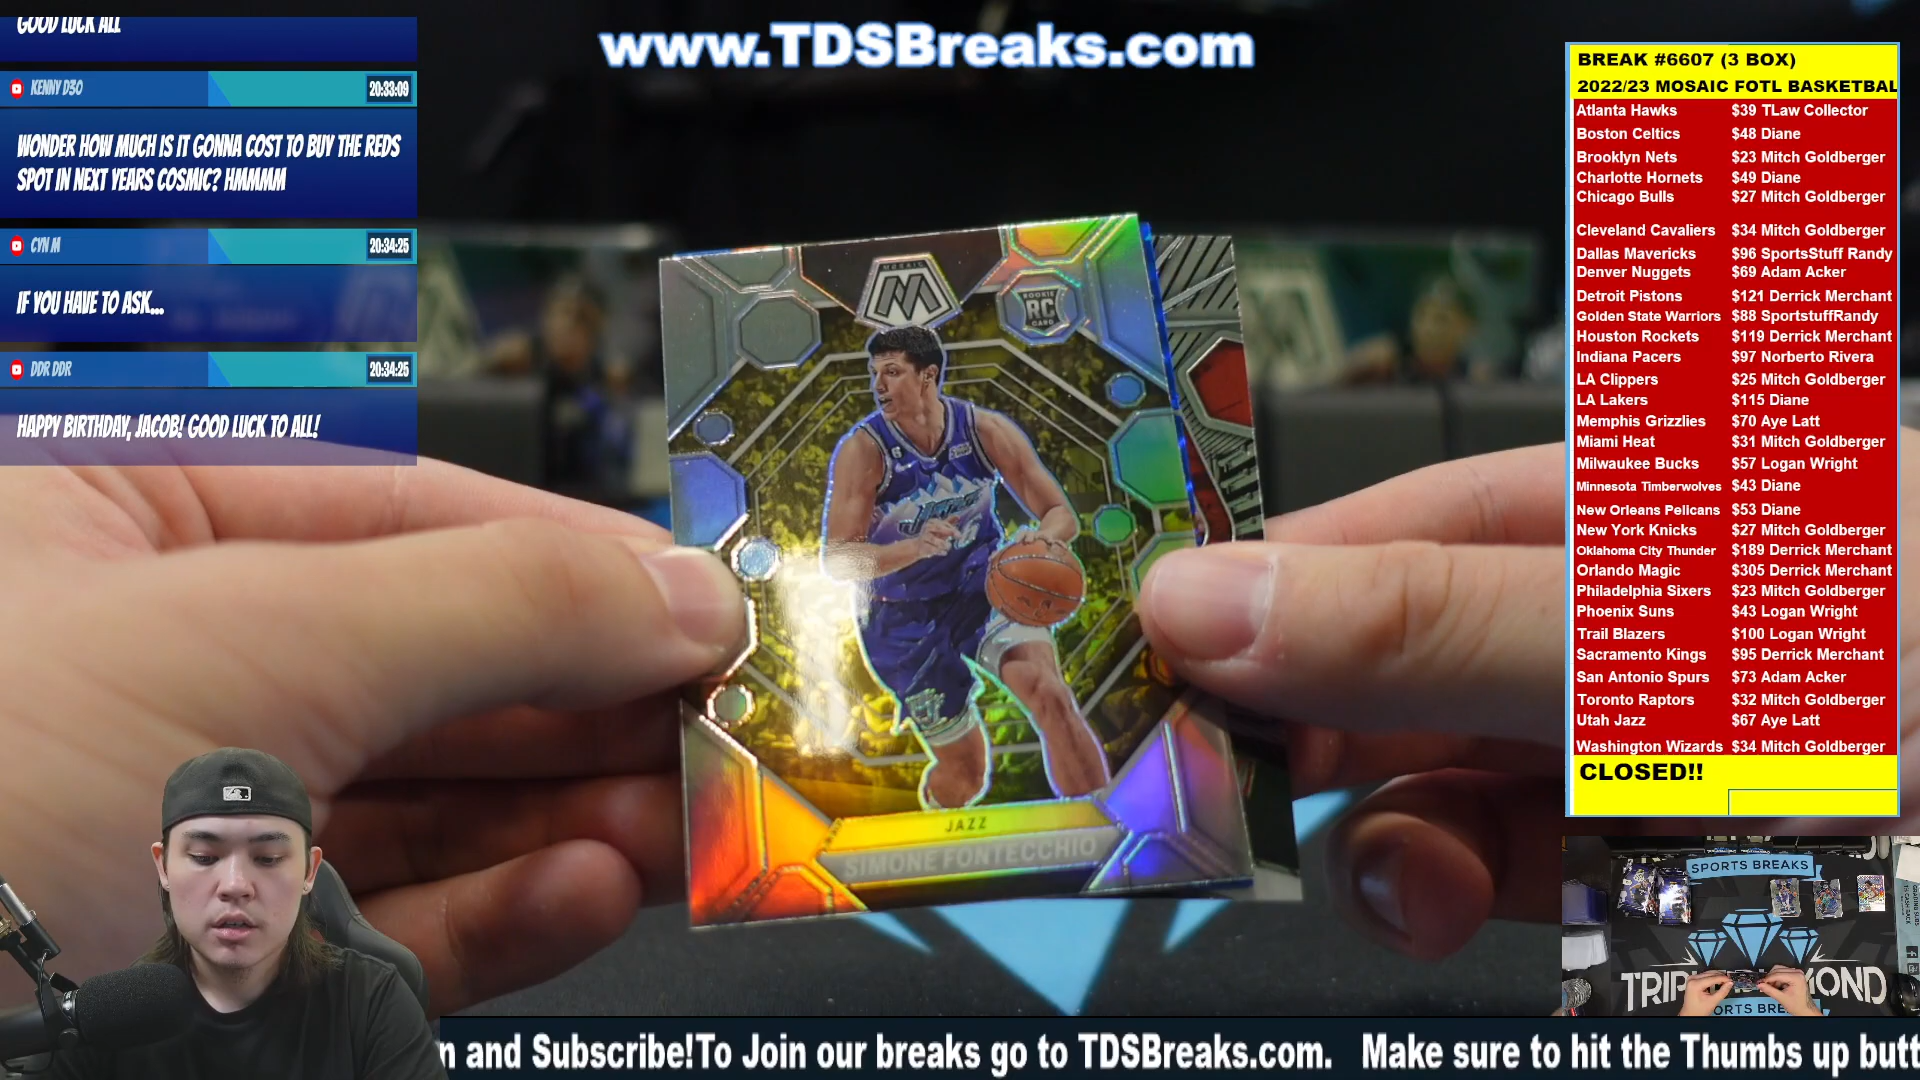 GOOD LUCK ALL
KENNY D30 20:33:09
WONDER HOW MUCH IS IT GONNA COST TO BUY THE REDS
SPOT IN NEXT YEARS COSMIC? HMMMM
CYN M 20:34:25
IF YOU HAVE TO ASK...
DDR DDR 20:34:25
HAPPY BIRTHDAY, JACOB! GOOD LUCK TO ALL!
www.TDSBreaks.com
MOSAIC
M
ROOKIE
RC
CARD
JAZZ
SIMONE FONTECCHIO
BREAK #6607 (3 BOX)
2022/23 MOSAIC FOTL BASKETBAL
Atlanta Hawks $39 TLaw Collector
Boston Celtics $48 Diane
Brooklyn Nets $23 Mitch Goldberger
Charlotte Hornets $49 Diane
Chicago Bulls $27 Mitch Goldberger
Cleveland Cavaliers $34 Mitch Goldberger
Dallas Mavericks $96 SportsStuff Randy
Denver Nuggets $69 Adam Acker
Detroit Pistons $121 Derrick Merchant
Golden State Warriors $88 SportstuffRandy
Houston Rockets $119 Derrick Merchant
Indiana Pacers $97 Norberto Rivera
LA Clippers $25 Mitch Goldberger
LA Lakers $115 Diane
Memphis Grizzlies $70 Aye Latt
Miami Heat $31 Mitch Goldberger
Milwaukee Bucks $57 Logan Wright
Minnesota Timberwolves $43 Diane
New Orleans Pelicans $53 Diane
New York Knicks $27 Mitch Goldberger
Oklahoma City Thunder $189 Derrick Merchant
Orlando Magic $305 Derrick Merchant
Philadelphia Sixers $23 Mitch Goldberger
Phoenix Suns $43 Logan Wright
Trail Blazers $100 Logan Wright
Sacramento Kings $95 Derrick Merchant
San Antonio Spurs $73 Adam Acker
Toronto Raptors $32 Mitch Goldberger
Utah Jazz $67 Aye Latt
Washington Wizards $34 Mitch Goldberger
CLOSED!!
SPORTS BREAKS
n and Subscribe!To Join our breaks go to TDSBreaks.com. Make sure to hit the Thumbs up butt